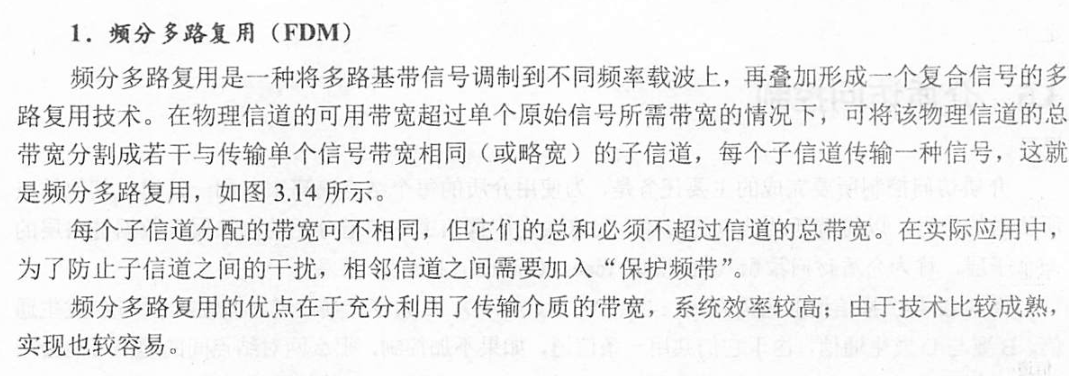 1．频分多路复用（FDM）
频分多路复用是一种将多路基带信号调制到不同频率载波上，再叠加形成一个复合信号的多
路复用技术。在物理信道的可用带宽超过单个原始信号所需带宽的情况下，可将该物理信道的总
带宽分割成若干与传输单个信号带宽相同（或略宽）的子信道，每个子信道传输一种信号，这就
是频分多路复用，如图 3.14 所示。
每个子信道分配的带宽可不相同，但它们的总和必须不超过信道的总带宽。在实际应用中，
为了防止子信道之间的干扰，相邻信道之间需要加入“保护频带”。
频分多路复用的优点在于充分利用了传输介质的带宽，系统效率较高；由于技术比较成熟，
实现也较容易。